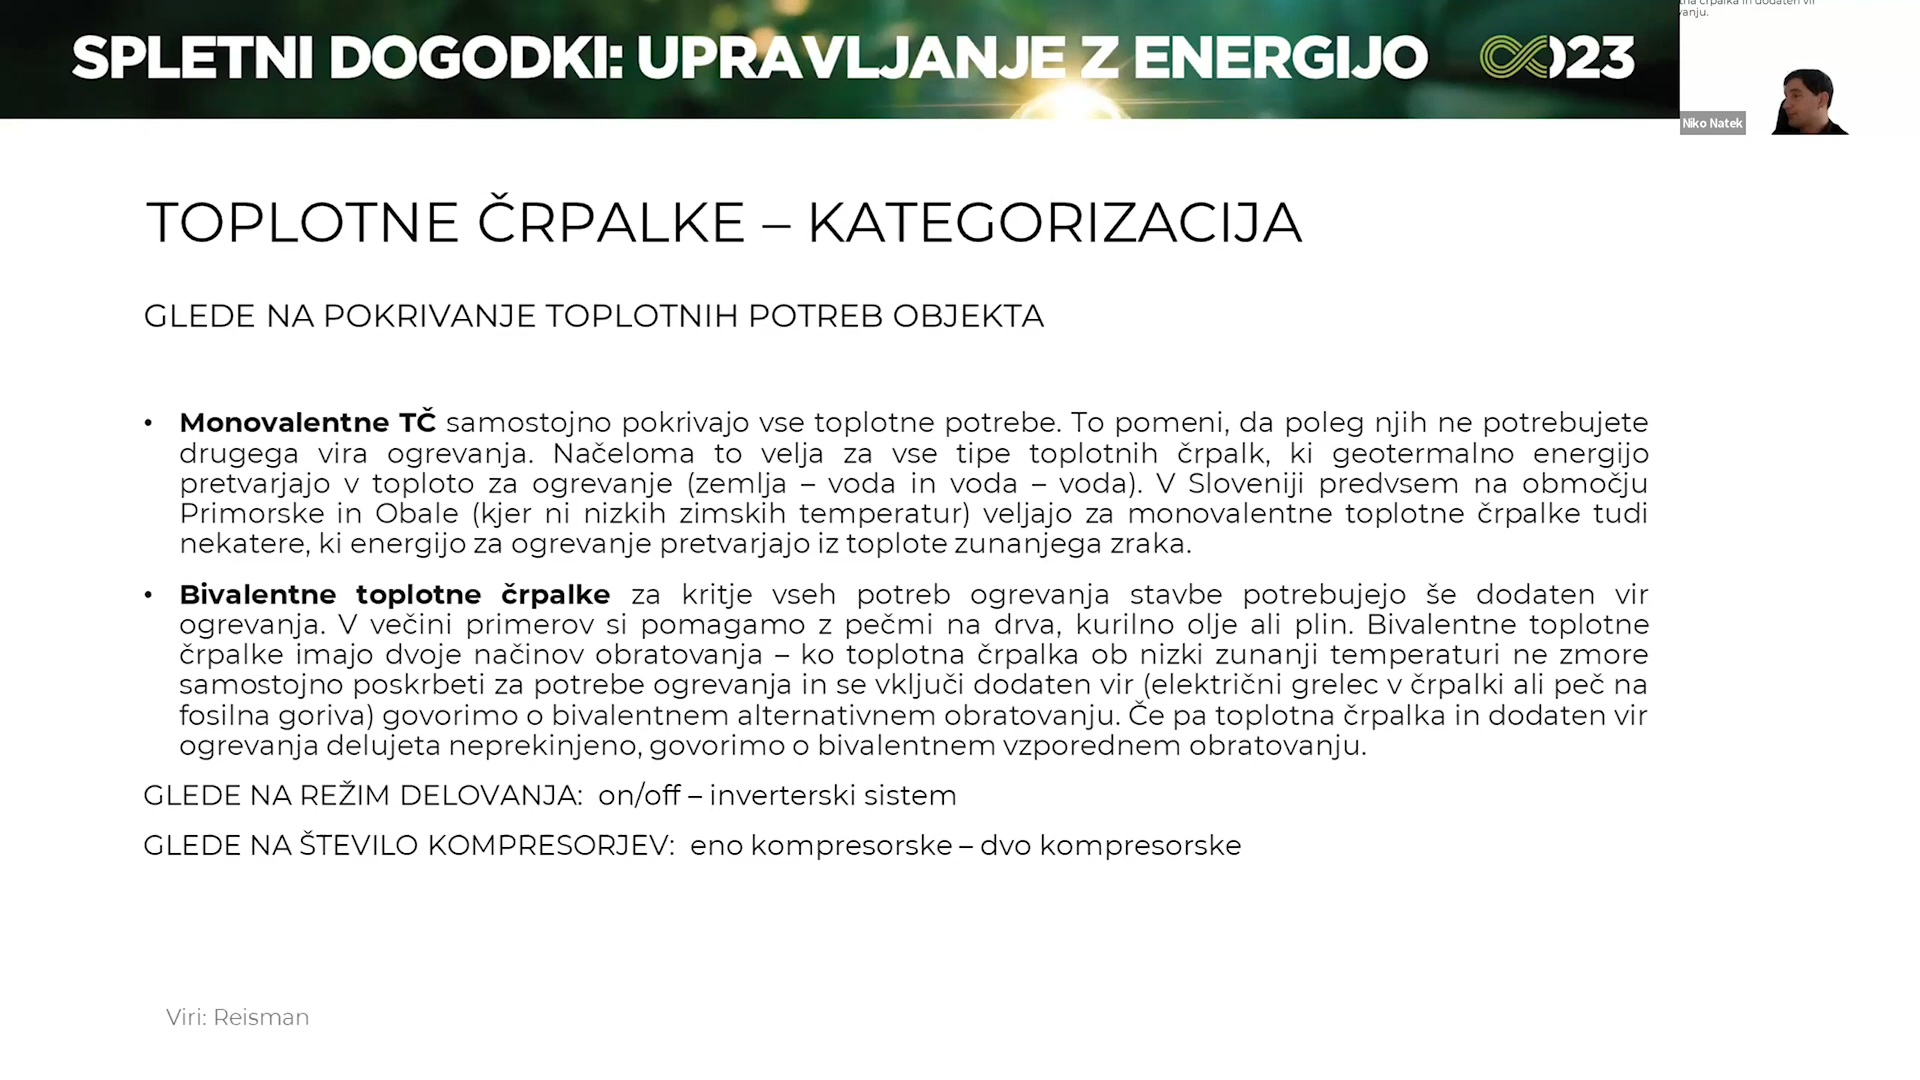 SPLETNI DOGODKI: UPRAVLJANJE Z ENERGIJO 23
vanju.
Niko Natek
TOPLOTNE ČRPALKE – KATEGORIZACIJA
GLEDE NA POKRIVANJE TOPLOTNIH POTREB OBJEKTA
• Monovalentne TČ samostojno pokrivajo vse toplotne potrebe. To pomeni, da poleg njih ne potrebujete
drugega vira ogrevanja. Načeloma to velja za vse tipe toplotnih črpalk, ki geotermalno energijo
pretvarjajo v toploto za ogrevanje (zemlja – voda in voda – voda). V Sloveniji predvsem na območju
Primorske in Obale (kjer ni nizkih zimskih temperatur) veljajo za monovalentne toplotne črpalke tudi
nekatere, ki energijo za ogrevanje pretvarjajo iz toplote zunanjega zraka.
• Bivalentne toplotne črpalke za kritje vseh potreb ogrevanja stavbe potrebujejo še dodaten vir
ogrevanja. V večini primerov si pomagamo z pečmi na drva, kurilno olje ali plin. Bivalentne toplotne
črpalke imajo dvoje načinov obratovanja – ko toplotna črpalka ob nizki zunanji temperaturi ne zmore
samostojno poskrbeti za potrebe ogrevanja in se vključi dodaten vir (električni grelec v črpalki ali peč na
fosilna goriva) govorimo o bivalentnem alternativnem obratovanju. Če pa toplotna črpalka in dodaten vir
ogrevanja delujeta neprekinjeno, govorimo o bivalentnem vzporednem obratovanju.
GLEDE NA REŽIM DELOVANJA: on/off – inverterski sistem
GLEDE NA ŠTEVILO KOMPRESORJEV: eno kompresorske – dvo kompresorske
Viri: Reisman